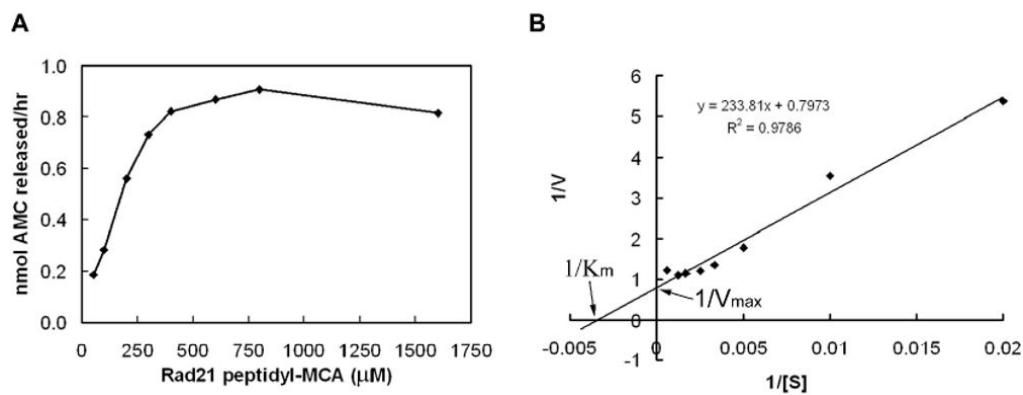 A
nmol AMC released/hr
1.0
0.8
0.6
0.4
0.2
0.0
0 250 500 750 1000 1250 1500 1750
Rad21 peptidyl-MCA (μM)
B
1/V
6
5
4
3
2
1
0
-1
y = 233.81x + 0.7973
R² = 0.9786
1/Km
1/Vmax
-0.005 0 0.005 0.01 0.015 0.02
1/[S]